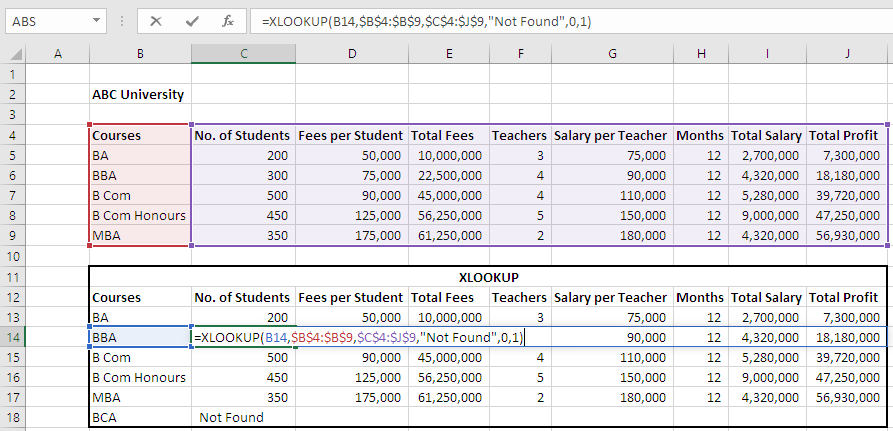 ABS fx =XLOOKUP(B14,$B$4:$B$9,$C$4:$J$9,"Not Found",0,1)
A B C D E F G H I J
1
2 ABC University
3
4 Courses No. of Students Fees per Student Total Fees Teachers Salary per Teacher Months Total Salary Total Profit
5 BA 200 50,000 10,000,000 3 75,000 12 2,700,000 7,300,000
6 BBA 300 75,000 22,500,000 4 90,000 12 4,320,000 18,180,000
7 B Com 500 90,000 45,000,000 4 110,000 12 5,280,000 39,720,000
8 B Com Honours 450 125,000 56,250,000 5 150,000 12 9,000,000 47,250,000
9 MBA 350 175,000 61,250,000 2 180,000 12 4,320,000 56,930,000
10
11 XLOOKUP
12 Courses No. of Students Fees per Student Total Fees Teachers Salary per Teacher Months Total Salary Total Profit
13 BA 200 50,000 10,000,000 3 75,000 12 2,700,000 7,300,000
14 BBA =XLOOKUP(B14,$B$4:$B$9,$C$4:$J$9,"Not Found",0,1) 90,000 12 4,320,000 18,180,000
15 B Com 500 90,000 45,000,000 4 110,000 12 5,280,000 39,720,000
16 B Com Honours 450 125,000 56,250,000 5 150,000 12 9,000,000 47,250,000
17 MBA 350 175,000 61,250,000 2 180,000 12 4,320,000 56,930,000
18 BCA Not Found